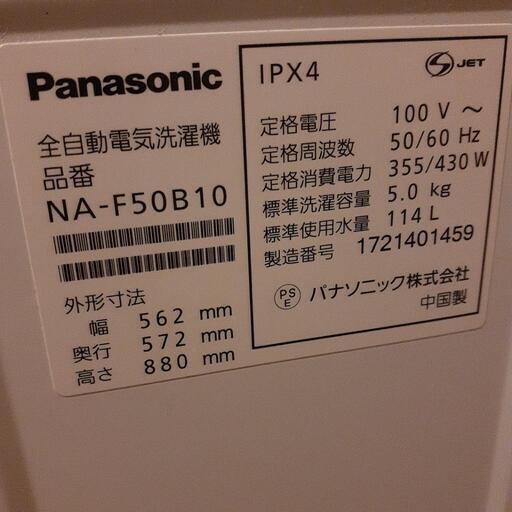 Panasonic
全自動電気洗濯機
品番
NA-F50B10
外形寸法
幅 562 mm
奥行 572 mm
高さ 880 mm
IPX4
JET
定格電圧 100 V ～
定格周波数 50/60 Hz
定格消費電力 355/430 W
標準洗濯容量 5.0 kg
標準使用水量 114 L
製造番号 1721401459
PS
E
パナソニック株式会社
中国製